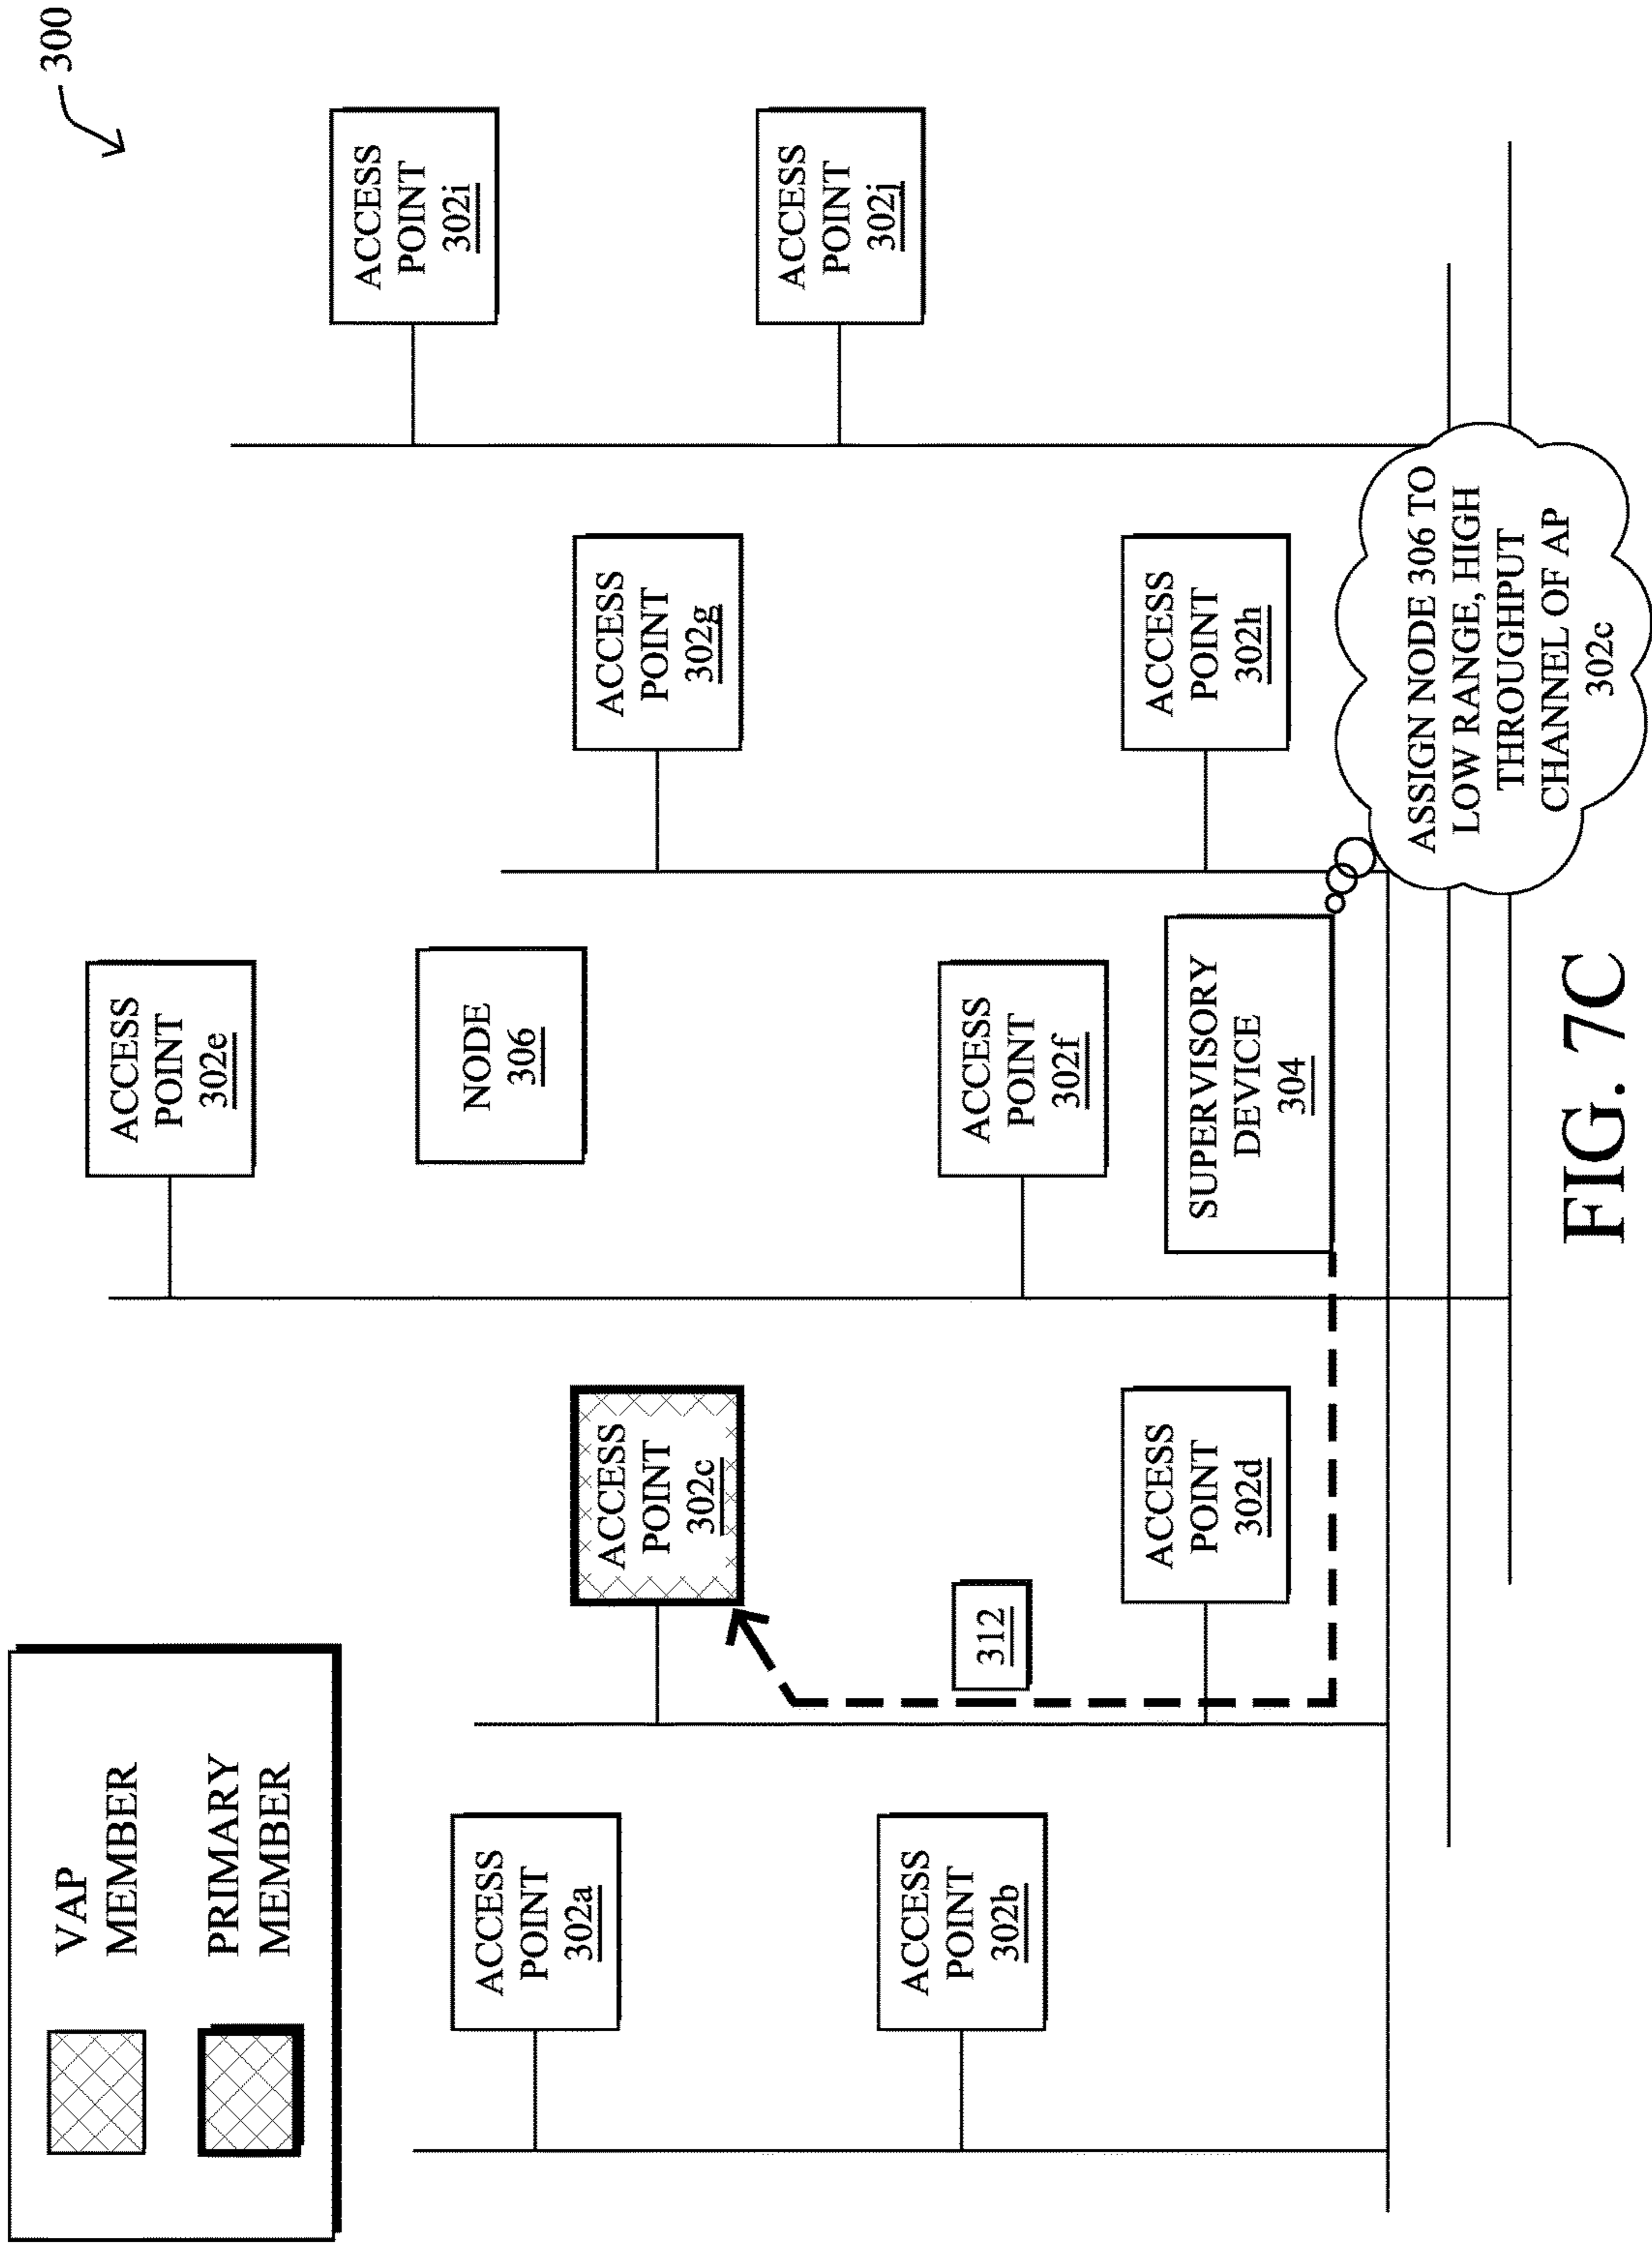 300
VAP
MEMBER
PRIMARY
MEMBER
ACCESS
POINT
302a
ACCESS
POINT
302b
ACCESS
POINT
302c
312
ACCESS
POINT
302d
ACCESS
POINT
302e
NODE
306
ACCESS
POINT
302f
SUPERVISORY
DEVICE
304
ACCESS
POINT
302g
ACCESS
POINT
302h
ACCESS
POINT
302i
ACCESS
POINT
302j
ASSIGN NODE 306 TO
LOW RANGE, HIGH
THROUGHPUT
CHANNEL OF AP
302c
FIG. 7C